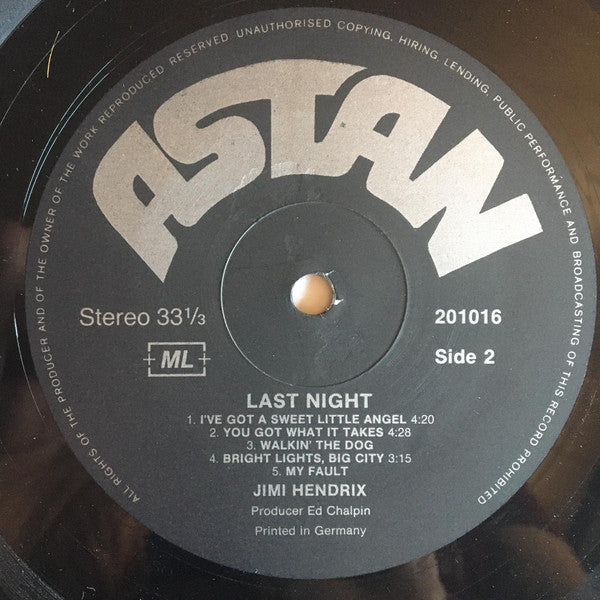 ALL RIGHTS OF THE PRODUCER AND OF THE OWNER OF THE WORK REPRODUCED RESERVED. UNAUTHORISED COPYING, HIRING, LENDING, PUBLIC PERFORMANCE AND BROADCASTING OF THIS RECORD PROHIBITED
ASTAN
Stereo 33 1/3
201016
ML
Side 2
LAST NIGHT
1. I'VE GOT A SWEET LITTLE ANGEL 4:20
2. YOU GOT WHAT IT TAKES 4:28
3. WALKIN' THE DOG
4. BRIGHT LIGHTS, BIG CITY 3:15
5. MY FAULT
JIMI HENDRIX
Producer Ed Chalpin
Printed in Germany